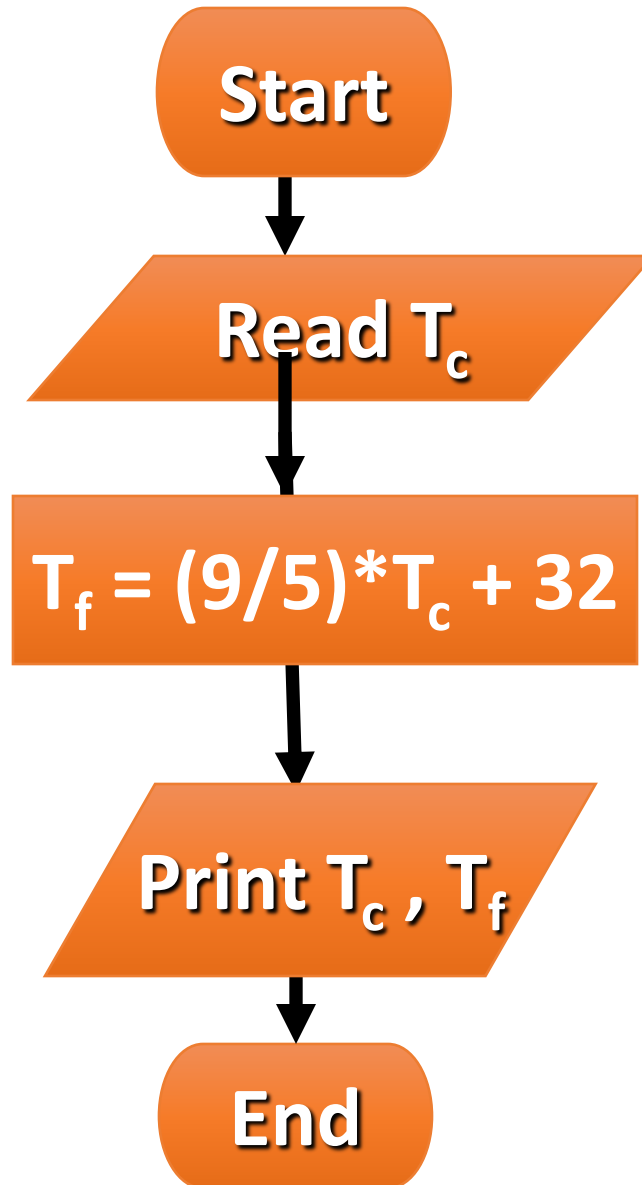 Start
Read Tc
Tf = (9/5)*Tc + 32
Print Tc , Tf
End